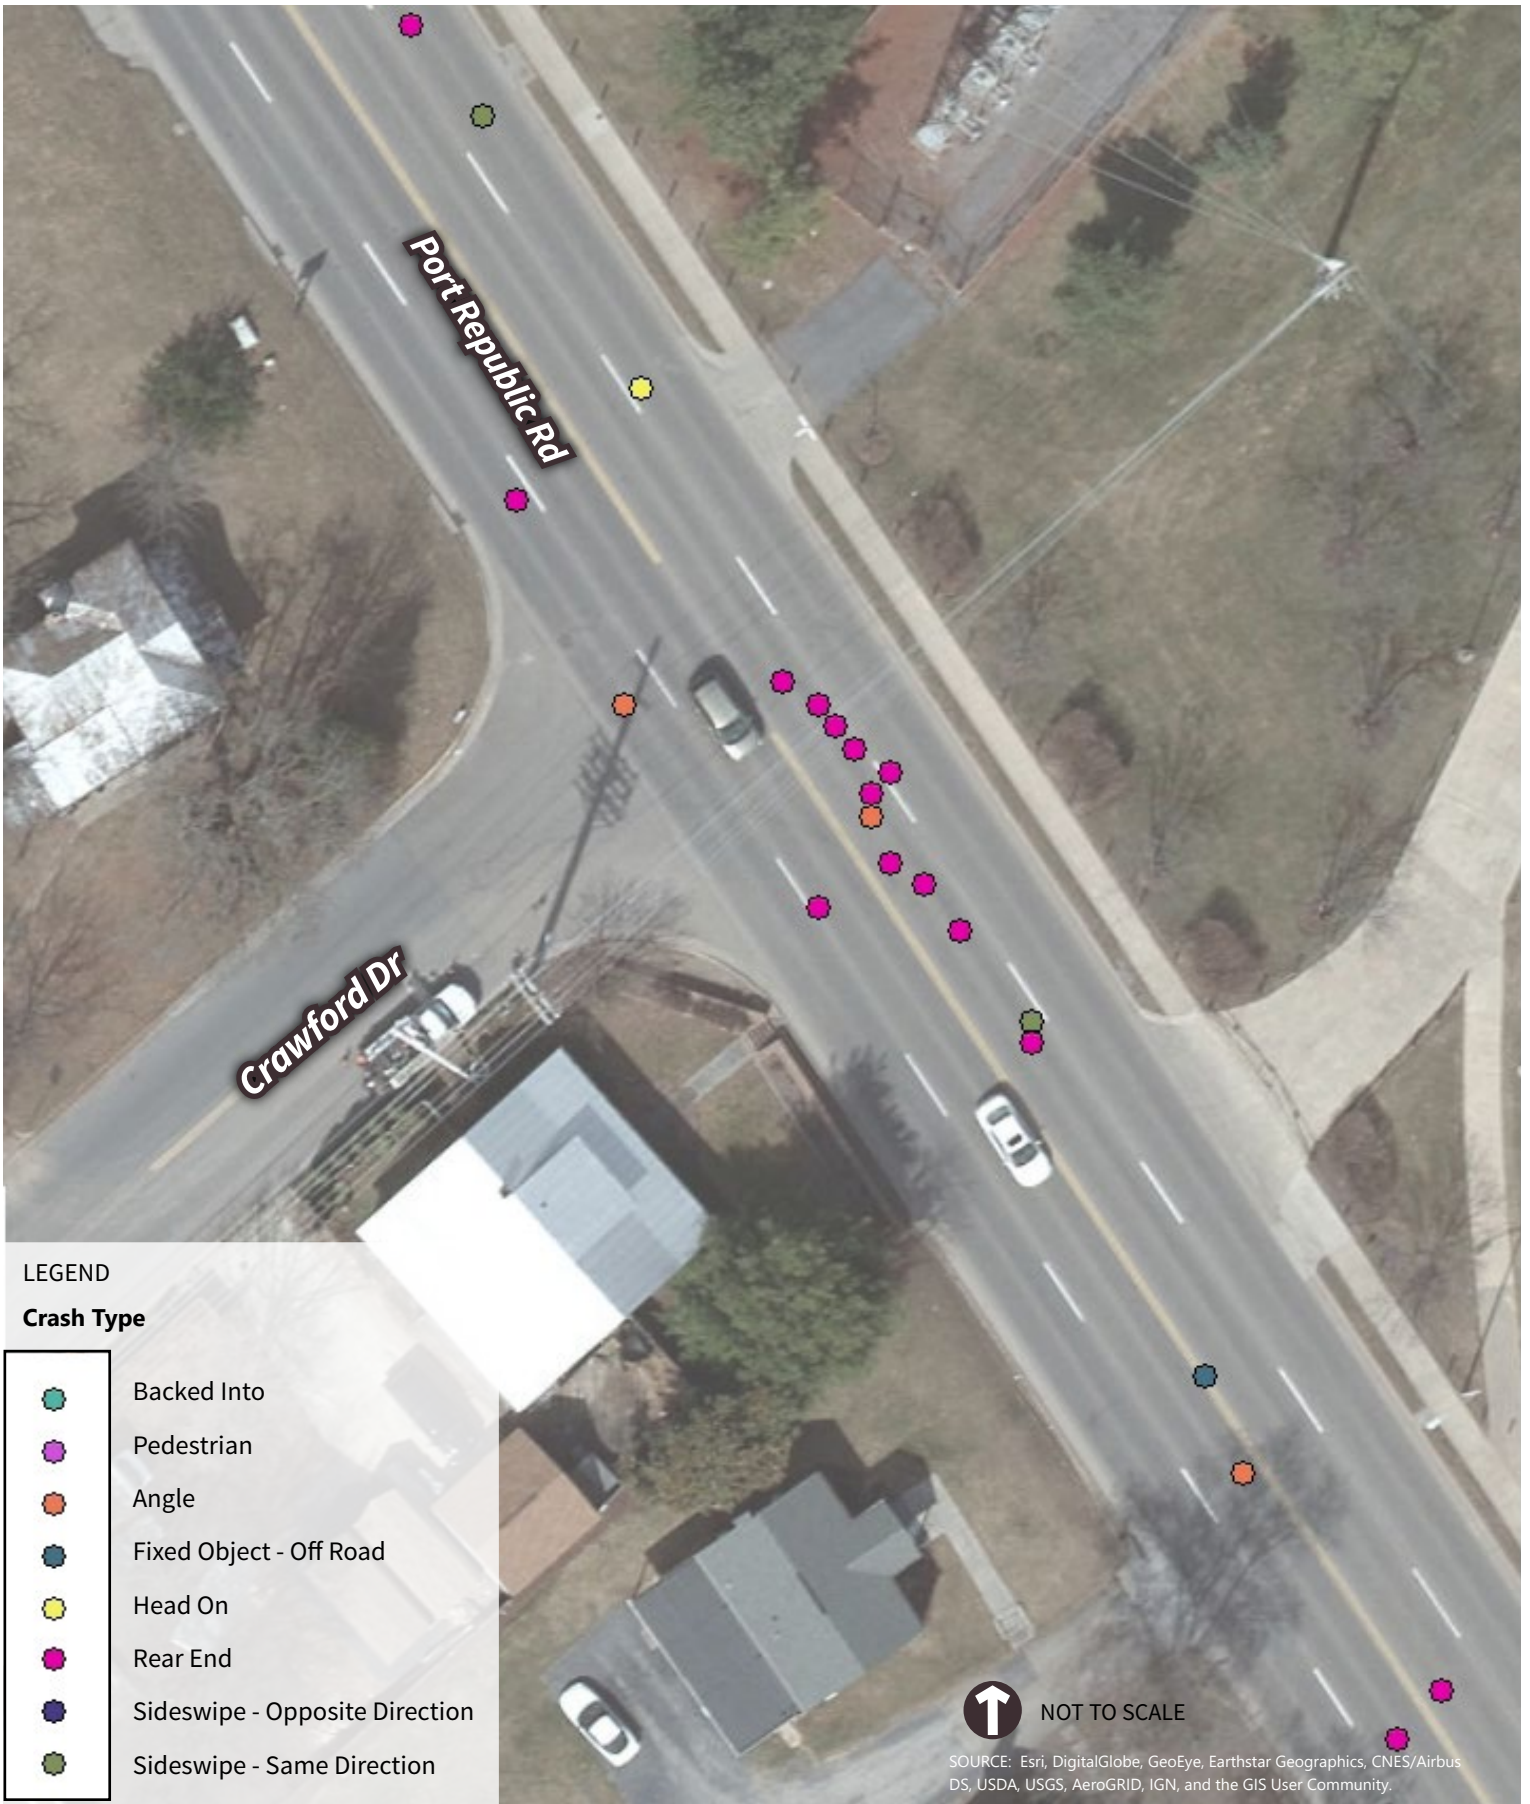 Port Republic Rd
Crawford Dr
LEGEND
Crash Type
Backed Into
Pedestrian
Angle
Fixed Object - Off Road
Head On
Rear End
Sideswipe - Opposite Direction
Sideswipe - Same Direction
NOT TO SCALE
SOURCE: Esri, DigitalGlobe, GeoEye, Earthstar Geographics, CNES/Airbus
DS, USDA, USGS, AeroGRID, IGN, and the GIS User Community.